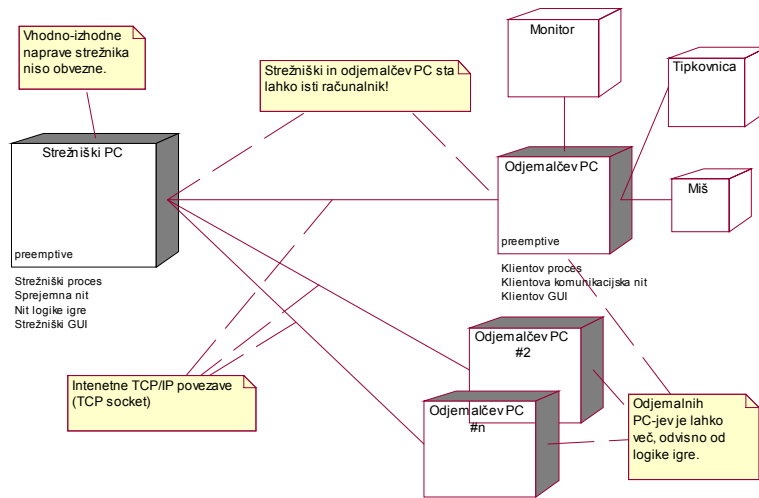 Vhodno-izhodne
naprave strežnika
niso obvezne.
Strežniški in odjemalčev PC sta
lahko isti računalnik!
Monitor
Tipkovnica
Strežniški PC
preemptive
Strežniški proces
Sprejemna nit
Nit logike igre
Strežniški GUI
Odjemalčev PC
preemptive
Klientov proces
Klientova komunikacijska nit
Klientov GUI
Miš
Odjemalčev PC
#2
Odjemalčev PC
#n
Intenetne TCP/IP povezave
(TCP socket)
Odjemalnih
PC-jev je lahko
več, odvisno od
logike igre.